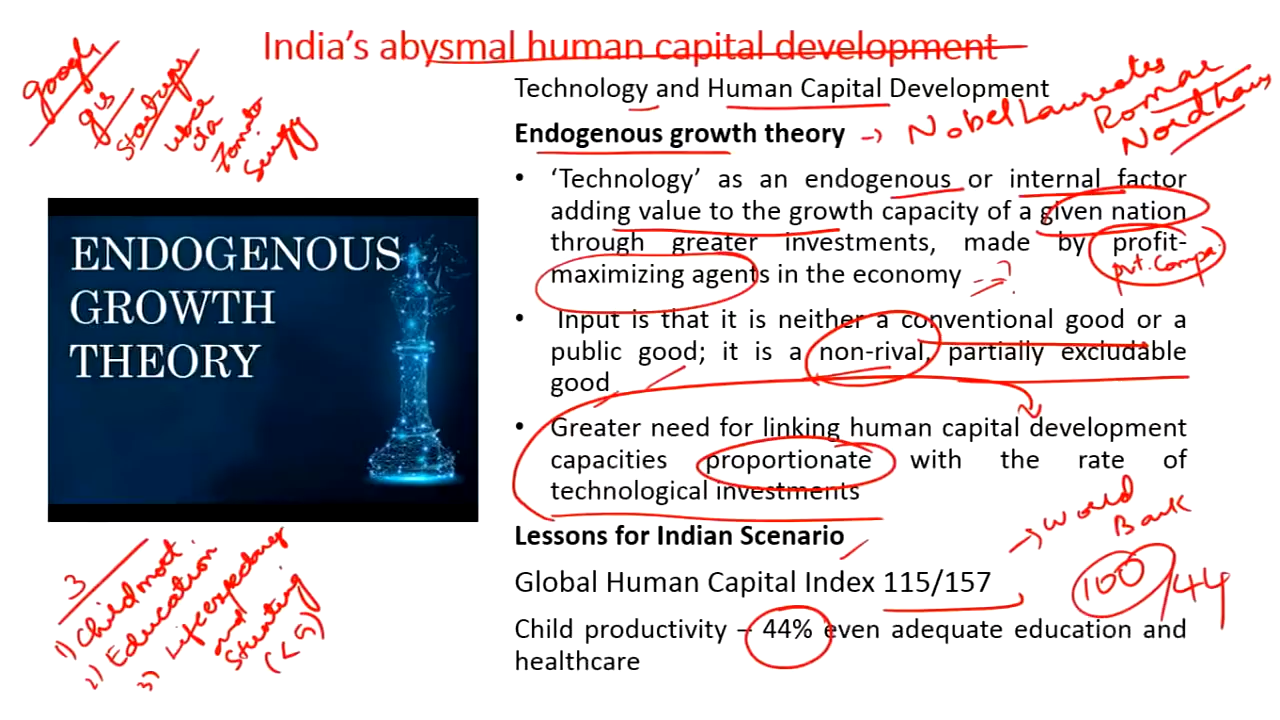 India's abysmal human capital development
google
gis
Startups
uber
ola
Zomato
Swiggy
Technology and Human Capital Development
Endogenous growth theory → Nobel Laureates
Romar
Nordhaus
• 'Technology' as an endogenous or internal factor
adding value to the growth capacity of a given nation
through greater investments, made by profit-
maximizing agents in the economy
pvt. Compa.
?
• Input is that it is neither a conventional good or a
public good; it is a non-rival, partially excludable
good
• Greater need for linking human capital development
capacities proportionate with the rate of
technological investments
ENDOGENOUS
GROWTH
THEORY
Lessons for Indian Scenario
→ World
Bank
Global Human Capital Index 115/157
100/44
Child productivity – 44% even adequate education and
healthcare
3
1) Child mort.
2) Education
3) Life expectancy
and
Stunting